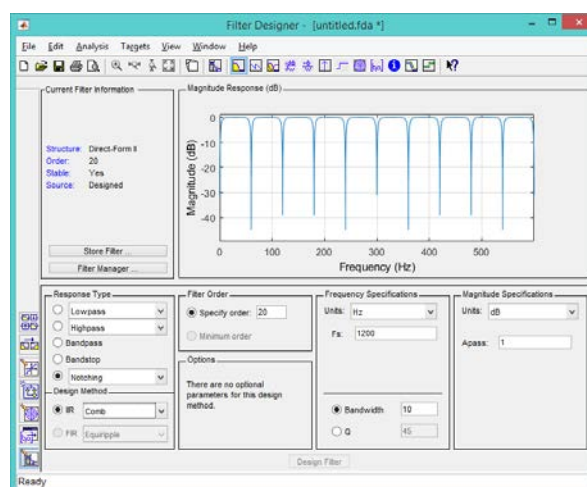 Filter Designer - [untitled.fda *]
File Edit Analysis Targets View Window Help
Current Filter Information
Structure: Direct-Form II
Order: 20
Stable: Yes
Source: Designed
Store Filter ...
Filter Manager ...
Magnitude Response (dB)
0
-10
-20
-30
-40
Magnitude (dB)
0 100 200 300 400 500
Frequency (Hz)
Response Type
Lowpass
Highpass
Bandpass
Bandstop
Notching
Design Method
IIR Comb
FIR Equiripple
Filter Order
Specify order: 20
Minimum order
Options
There are no optional
parameters for this design
method.
Frequency Specifications
Units: Hz
Fs: 1200
Bandwidth 10
Q 45
Magnitude Specifications
Units: dB
Apass: 1
Design Filter
Ready